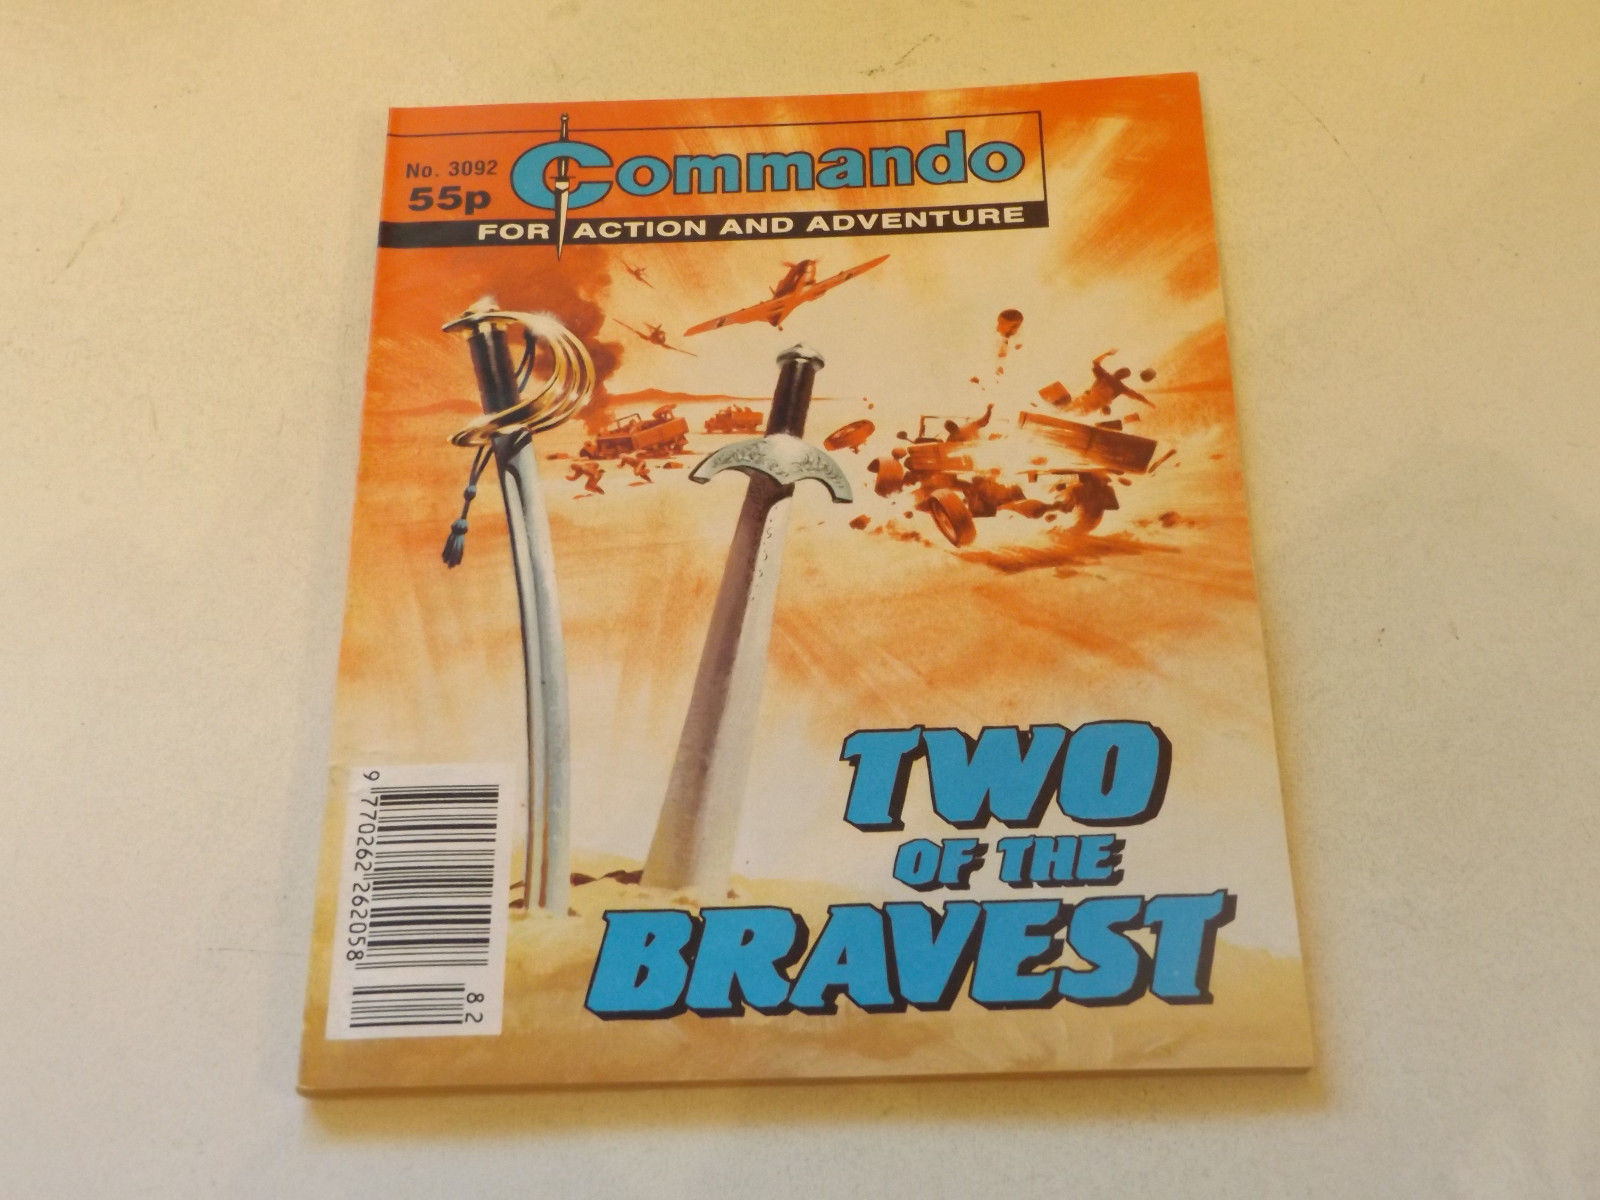 No. 3092
55p
Commando
FOR ACTION AND ADVENTURE
TWO
OF THE
BRAVEST
9 770262 262058
82